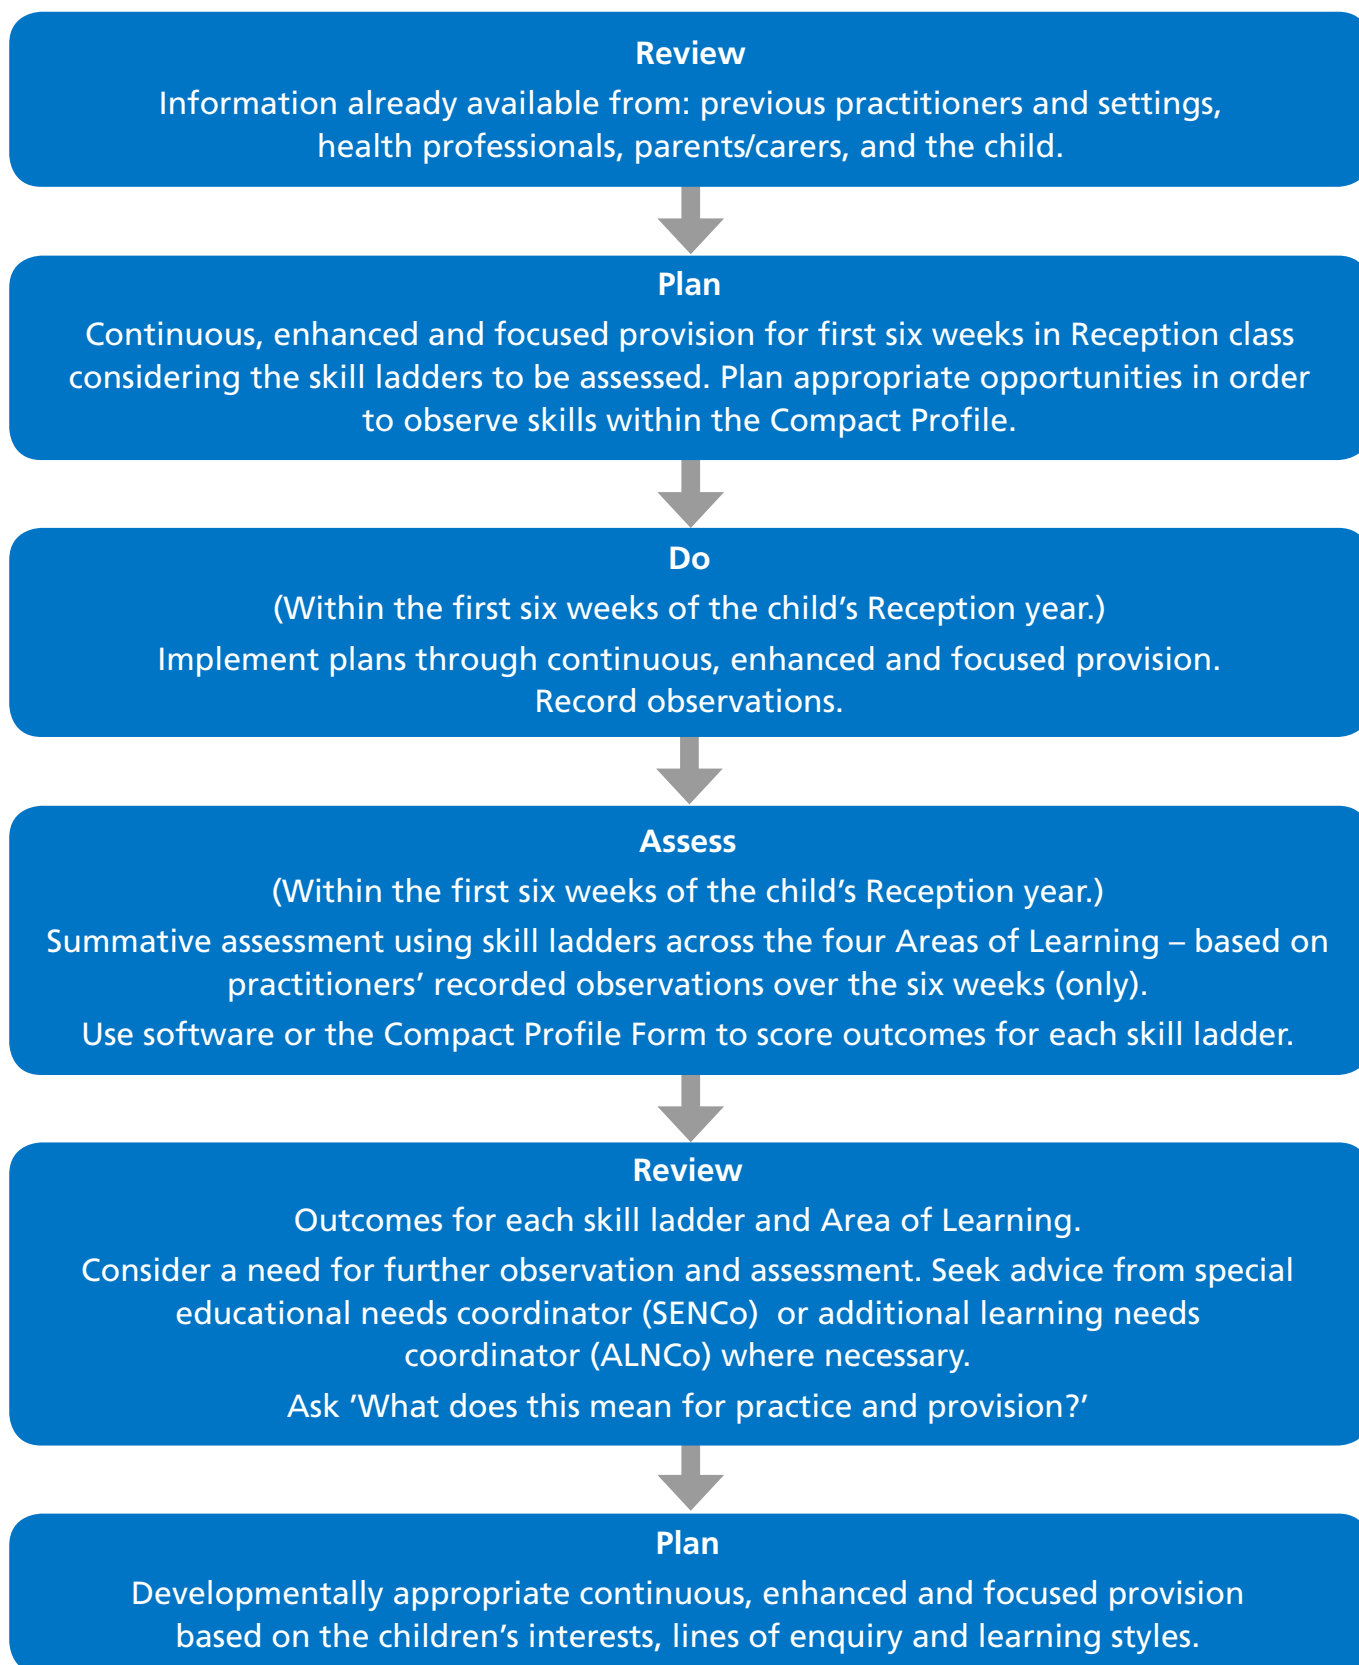 Review
Information already available from: previous practitioners and settings,
health professionals, parents/carers, and the child.
Plan
Continuous, enhanced and focused provision for first six weeks in Reception class
considering the skill ladders to be assessed. Plan appropriate opportunities in order
to observe skills within the Compact Profile.
Do
(Within the first six weeks of the child’s Reception year.)
Implement plans through continuous, enhanced and focused provision.
Record observations.
Assess
(Within the first six weeks of the child’s Reception year.)
Summative assessment using skill ladders across the four Areas of Learning – based on
practitioners’ recorded observations over the six weeks (only).
Use software or the Compact Profile Form to score outcomes for each skill ladder.
Review
Outcomes for each skill ladder and Area of Learning.
Consider a need for further observation and assessment. Seek advice from special
educational needs coordinator (SENCo) or additional learning needs
coordinator (ALNCo) where necessary.
Ask ’What does this mean for practice and provision?’
Plan
Developmentally appropriate continuous, enhanced and focused provision
based on the children’s interests, lines of enquiry and learning styles.